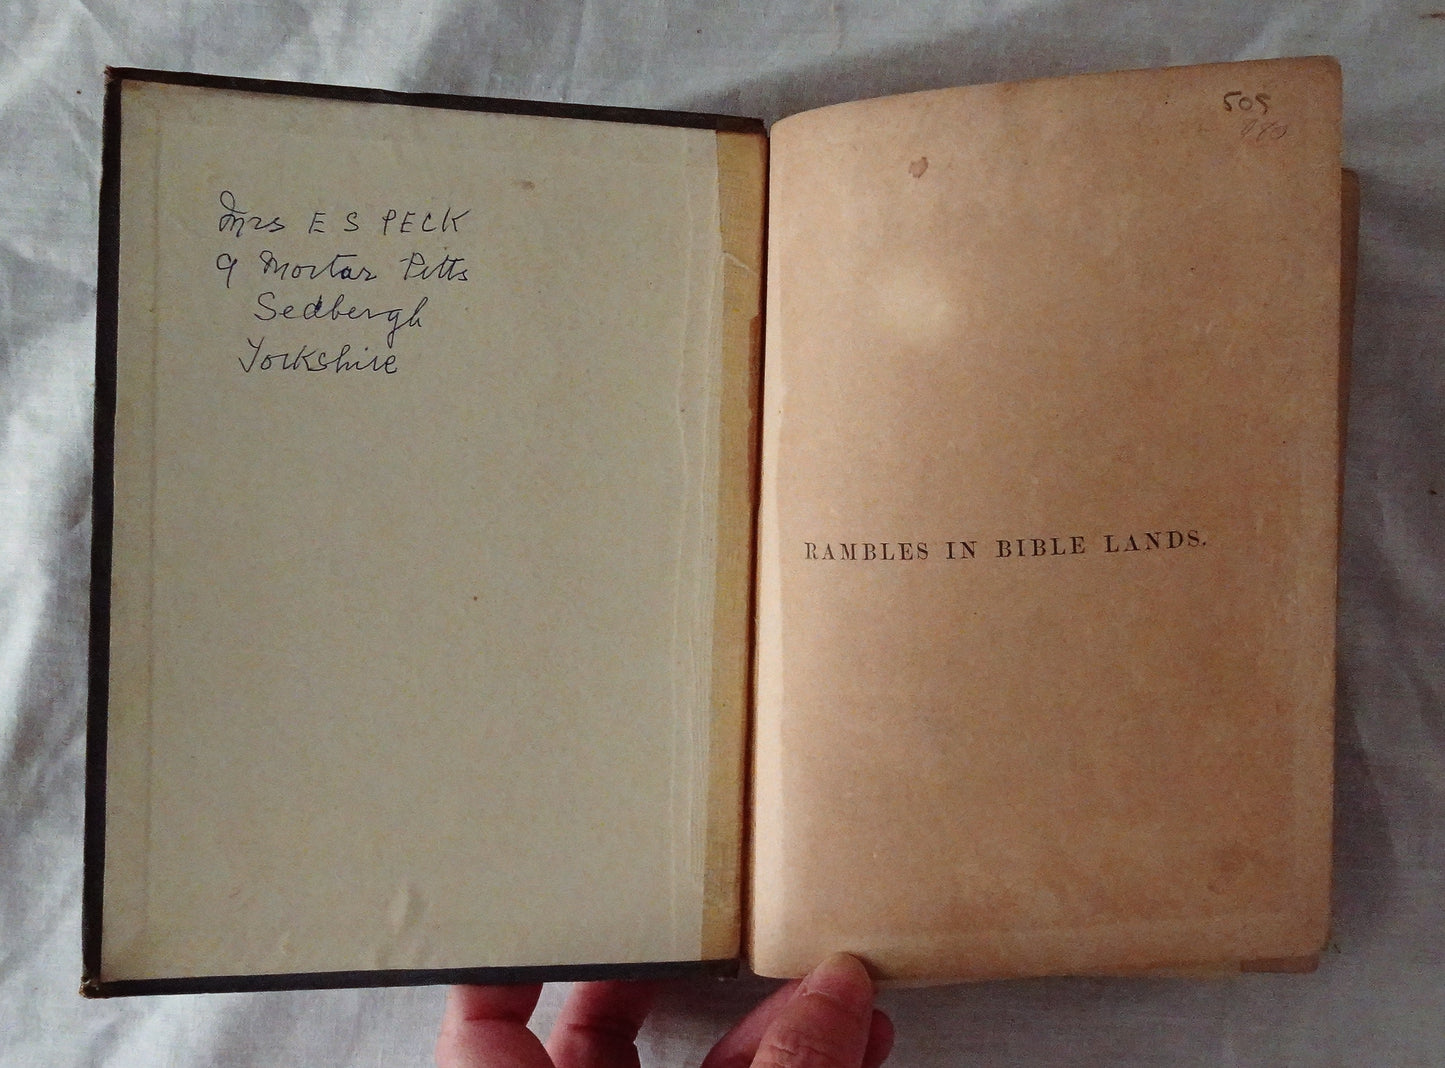 Mrs E S PECK
9 Mortar Pitts
Sedbergh
Yorkshire
505
RAMBLES IN BIBLE LANDS.